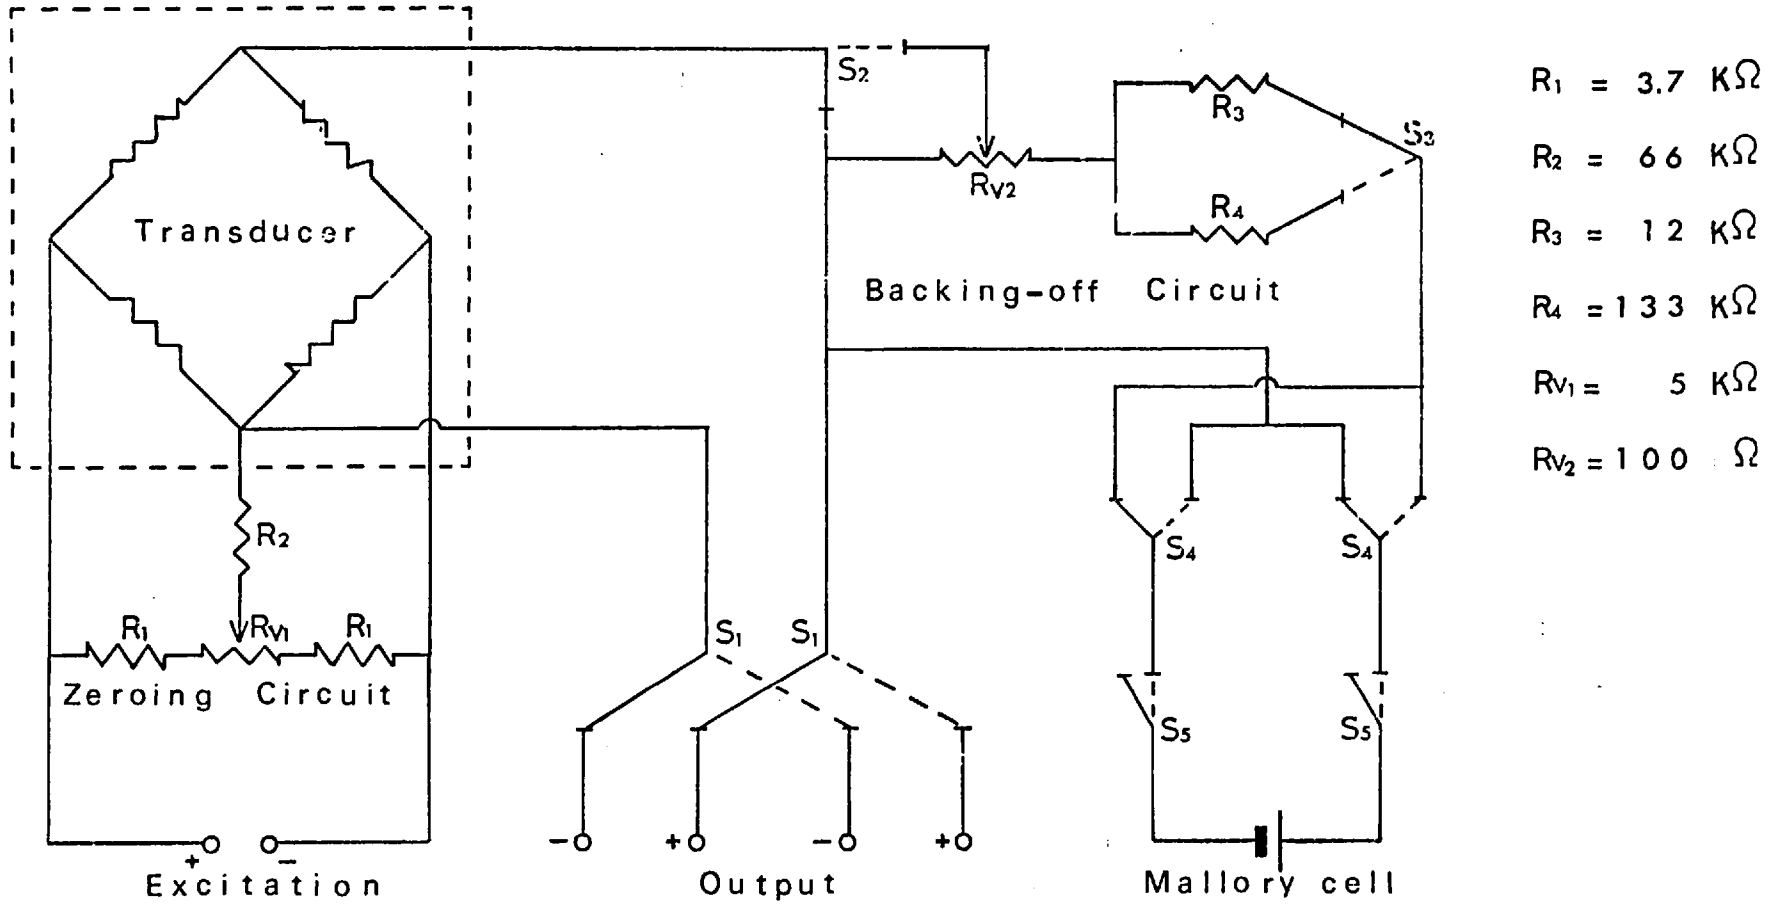 S2
R3
S3
RV2
R4
Transducer
Backing-off Circuit
R2
R1 RV1 R1
Zeroing Circuit
S1 S1
S4 S4
S5 S5
+ -
- + - +
Excitation
Output
Mallory cell
R1 = 3.7 KΩ
R2 = 66 KΩ
R3 = 12 KΩ
R4 = 133 KΩ
RV1 = 5 KΩ
RV2 = 100 Ω